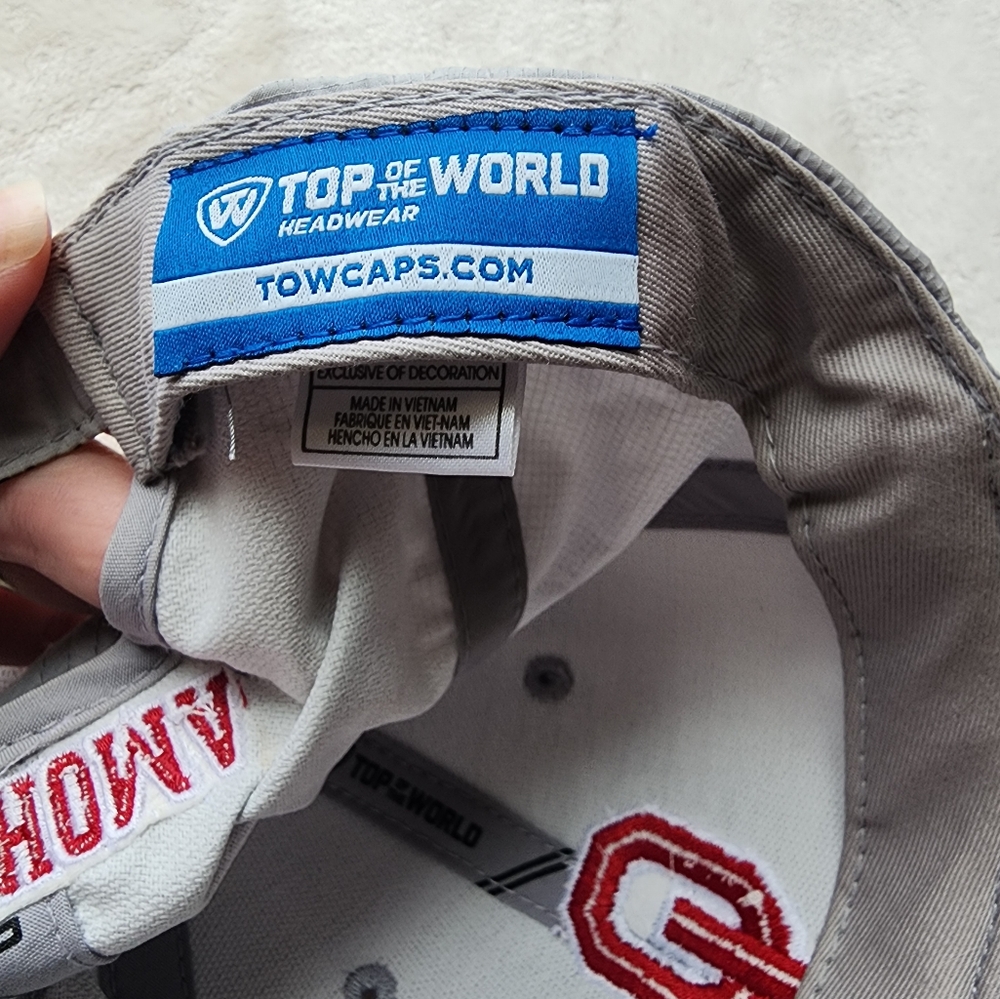 W TOP OF THE WORLD
HEADWEAR
TOWCAPS.COM
EXCLUSIVE OF DECORATION
MADE IN VIETNAM
FABRIQUE EN VIET-NAM
HENCHO EN LA VIETNAM
AMOH
TOP OF THE WORLD